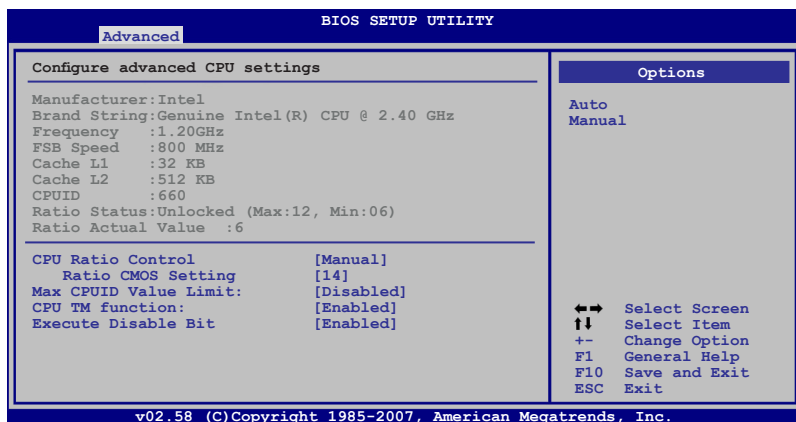 BIOS SETUP UTILITY
Advanced
Configure advanced CPU settings
Manufacturer:Intel
Brand String:Genuine Intel(R) CPU @ 2.40 GHz
Frequency :1.20GHz
FSB Speed :800 MHz
Cache L1 :32 KB
Cache L2 :512 KB
CPUID :660
Ratio Status:Unlocked (Max:12, Min:06)
Ratio Actual Value :6
CPU Ratio Control [Manual]
Ratio CMOS Setting [14]
Max CPUID Value Limit: [Disabled]
CPU TM function: [Enabled]
Execute Disable Bit [Enabled]
Options
Auto
Manual
←→ Select Screen
↑↓ Select Item
+- Change Option
F1 General Help
F10 Save and Exit
ESC Exit
v02.58 (C)Copyright 1985-2007, American Megatrends, Inc.